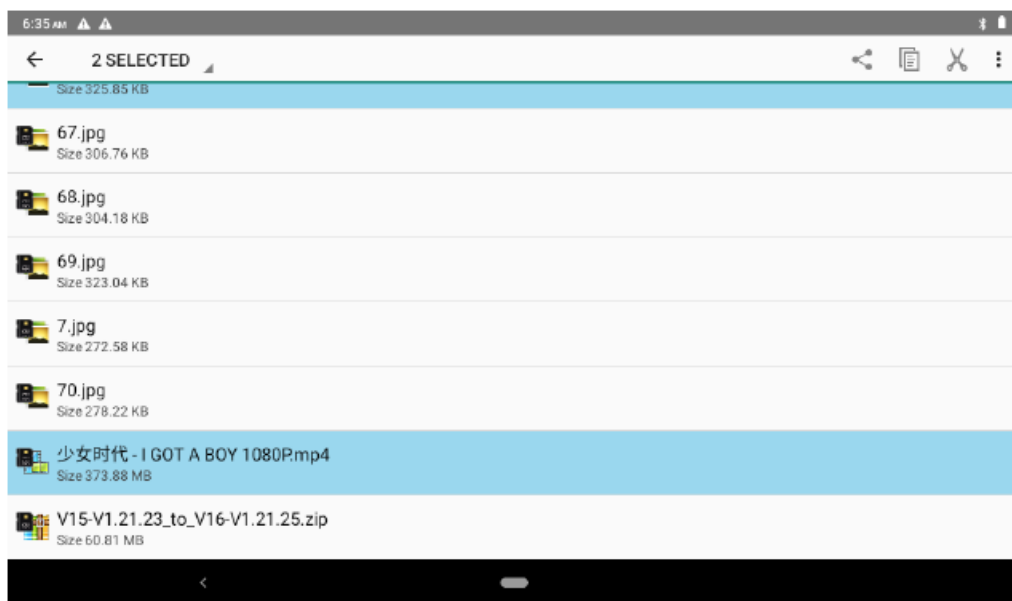 6:35 AM
2 SELECTED
Size 325.85 KB
67.jpg
Size 306.76 KB
68.jpg
Size 304.18 KB
69.jpg
Size 323.04 KB
7.jpg
Size 272.58 KB
70.jpg
Size 278.22 KB
少女时代 - I GOT A BOY 1080P.mp4
Size 373.88 MB
V15-V1.21.23_to_V16-V1.21.25.zip
Size 60.81 MB